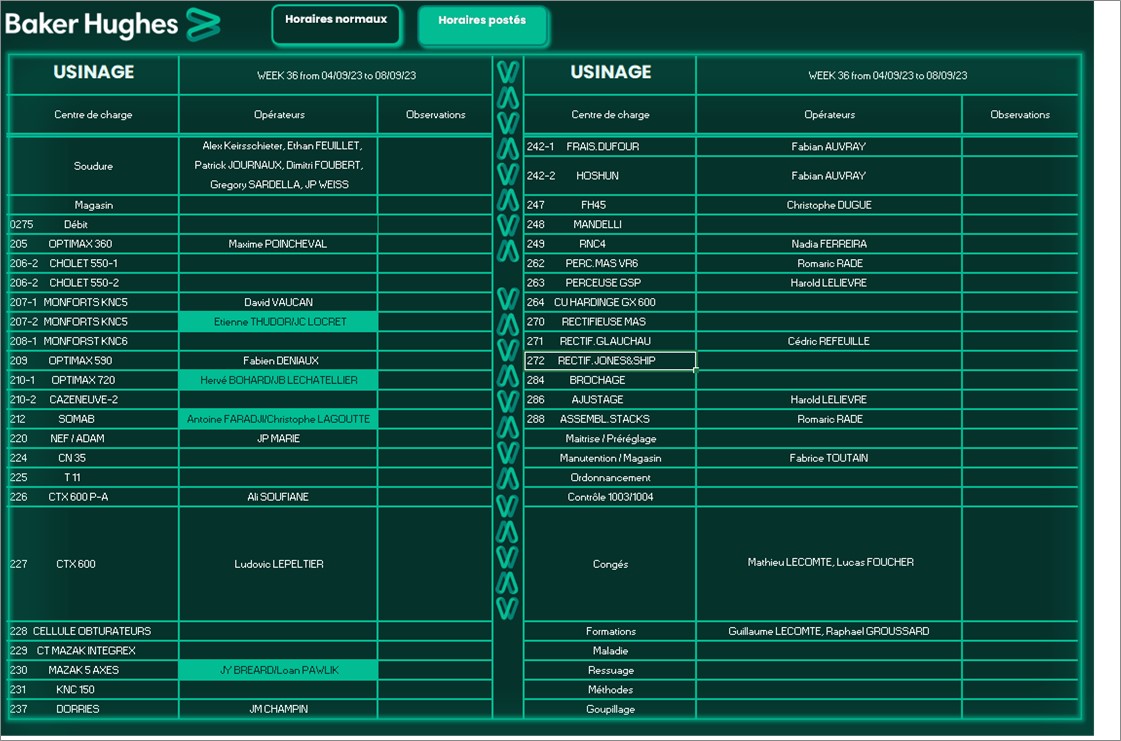 Baker Hughes
Horaires normaux
Horaires postés
USINAGE WEEK 36 from 04/09/23 to 08/09/23
Centre de charge Opérateurs Observations
Soudure Alex Keirsschieter, Ethan FEUILLET,
Patrick JOURNAUX, Dimitri FOUBERT,
Gregory SARDELLA, JP WEISS
Magasin
0275 Débit
205 OPTIMAX 360 Maxime POINCHEVAL
206-2 CHOLET 550-1
206-2 CHOLET 550-2
207-1 MONFORTS KNC5 David VAUCAN
207-2 MONFORTS KNC5 Etienne THUDOR/JC LOCRET
208-1 MONFORST KNC6
209 OPTIMAX 590 Fabien DENIAUX
210-1 OPTIMAX 720 Hervé BOHARD/JB LECHATELLIER
210-2 CAZENEUVE-2
212 SOMAB Antoine FARADJI/Christophe LAGOUTTE
220 NEF / ADAM JP MARIE
224 CN 35
225 T 11
226 CTX 600 P-A Ali SOUFIANE
227 CTX 600 Ludovic LEPELTIER
228 CELLULE OBTURATEURS
229 CT MAZAK INTEGREX
230 MAZAK 5 AXES JY BREARD/Loan PAWLIK
231 KNC 150
237 DORRIES JM CHAMPIN
USINAGE WEEK 36 from 04/09/23 to 08/09/23
Centre de charge Opérateurs Observations
242-1 FRAIS.DUFOUR Fabian AUVRAY
242-2 HOSHUN Fabian AUVRAY
247 FH45 Christophe DUGUE
248 MANDELLI
249 RNC4 Nadia FERREIRA
262 PERC.MAS VR6 Romaric RADE
263 PERCEUSE GSP Harold LELIEVRE
264 CU HARDINGE GX 600
270 RECTIFIEUSE MAS
271 RECTIF.GLAUCHAU Cédric REFEUILLE
272 RECTIF.JONES&SHIP
284 BROCHAGE
286 AJUSTAGE Harold LELIEVRE
288 ASSEMBL.STACKS Romaric RADE
Maitrise / Préréglage
Manutention / Magasin Fabrice TOUTAIN
Ordonnancement
Contrôle 1003/1004
Congés Mathieu LECOMTE, Lucas FOUCHER
Formations Guillaume LECOMTE, Raphael GROUSSARD
Maladie
Ressuage
Méthodes
Goupillage